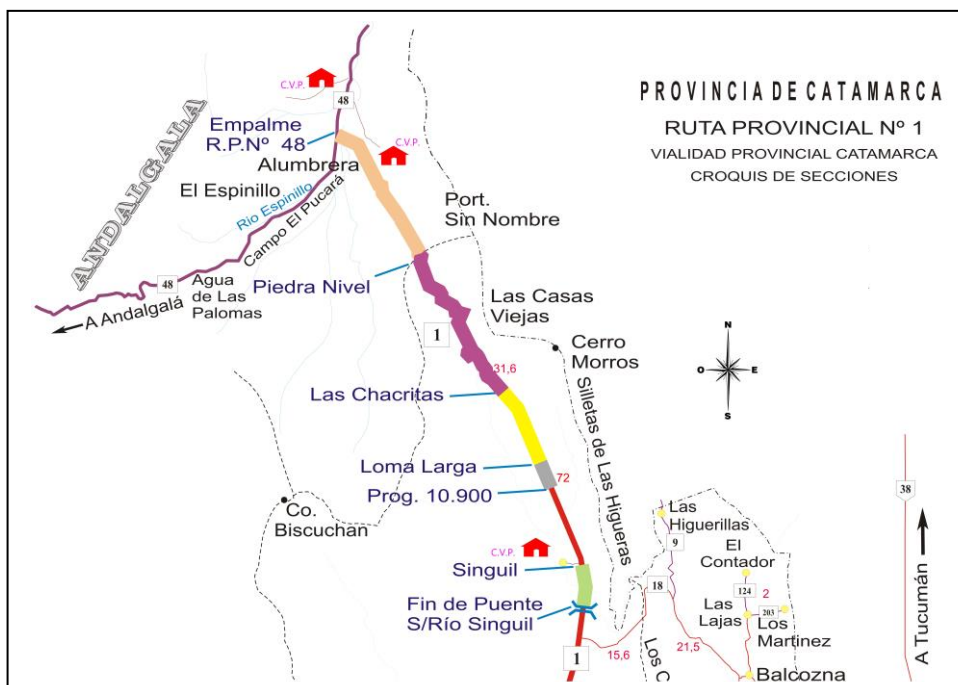 PROVINCIA DE CATAMARCA
RUTA PROVINCIAL Nº 1
VIALIDAD PROVINCIAL CATAMARCA
CROQUIS DE SECCIONES
C.V.P.
48
Empalme
R.P.Nº 48
C.V.P.
Alumbrera
ANDALGALA
El Espinillo
Rio Espinillo
Campo El Pucará
Port.
Sin Nombre
48
Agua
de Las
Palomas
A Andalgalá
Piedra Nivel
Las Casas
Viejas
1
Cerro
Morros
N
O
E
S
31,6
Las Chacritas
Silletas de Las Higueras
Loma Larga
72
Prog. 10.900
Co.
Biscuchan
38
A Tucumán
Las
Higuerillas
9
El
Contador
C.V.P.
Singuil
18
124
2
203
Las
Lajas
Los
Martinez
Fin de Puente
S/Río Singuil
1
15,6
Los C
21,5
Balcozna